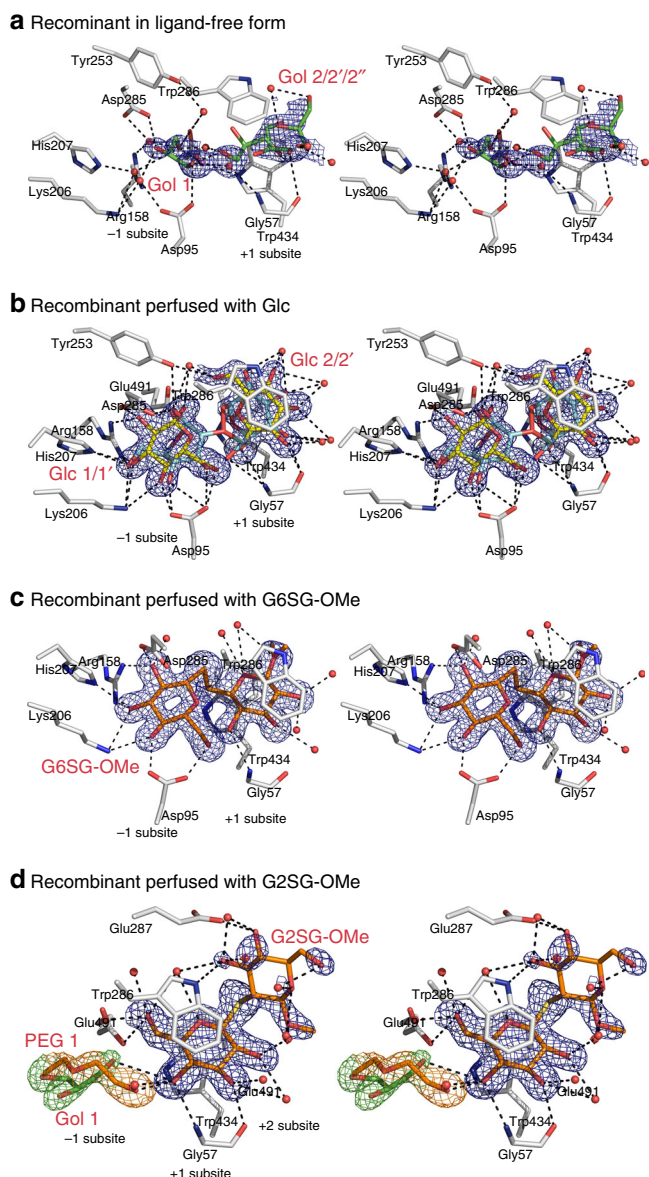 a Recominant in ligand-free form
Tyr253
Trp286
Gol 2/2′/2″
Asp285
His207
Gol 1
Lys206
Arg158
Gly57
−1 subsite
Asp95
Trp434
+1 subsite
Tyr253
Trp286
Asp285
His207
Lys206
Arg158
Gly57
Asp95
Trp434
b Recombinant perfused with Glc
Tyr253
Glc 2/2′
Glu491
Trp286
Asp285
Arg158
His207
Glc 1/1′
Trp434
Lys206
Gly57
−1 subsite
+1 subsite
Asp95
Tyr253
Glu491
Trp286
Asp285
Arg158
His207
Trp434
Lys206
Gly57
Asp95
c Recombinant perfused with G6SG-OMe
Arg158
Asp285
Trp286
His207
Lys206
Trp434
G6SG-OMe
Gly57
Asp95
−1 subsite
+1 subsite
Arg158
Asp285
Trp286
His207
Lys206
Trp434
Gly57
Asp95
d Recombinant perfused with G2SG-OMe
Glu287
G2SG-OMe
Trp286
Glu491
PEG 1
Glu491
Gol 1
Trp434
+2 subsite
−1 subsite
Gly57
+1 subsite
Glu287
Trp286
Glu491
Glu491
Trp434
Gly57